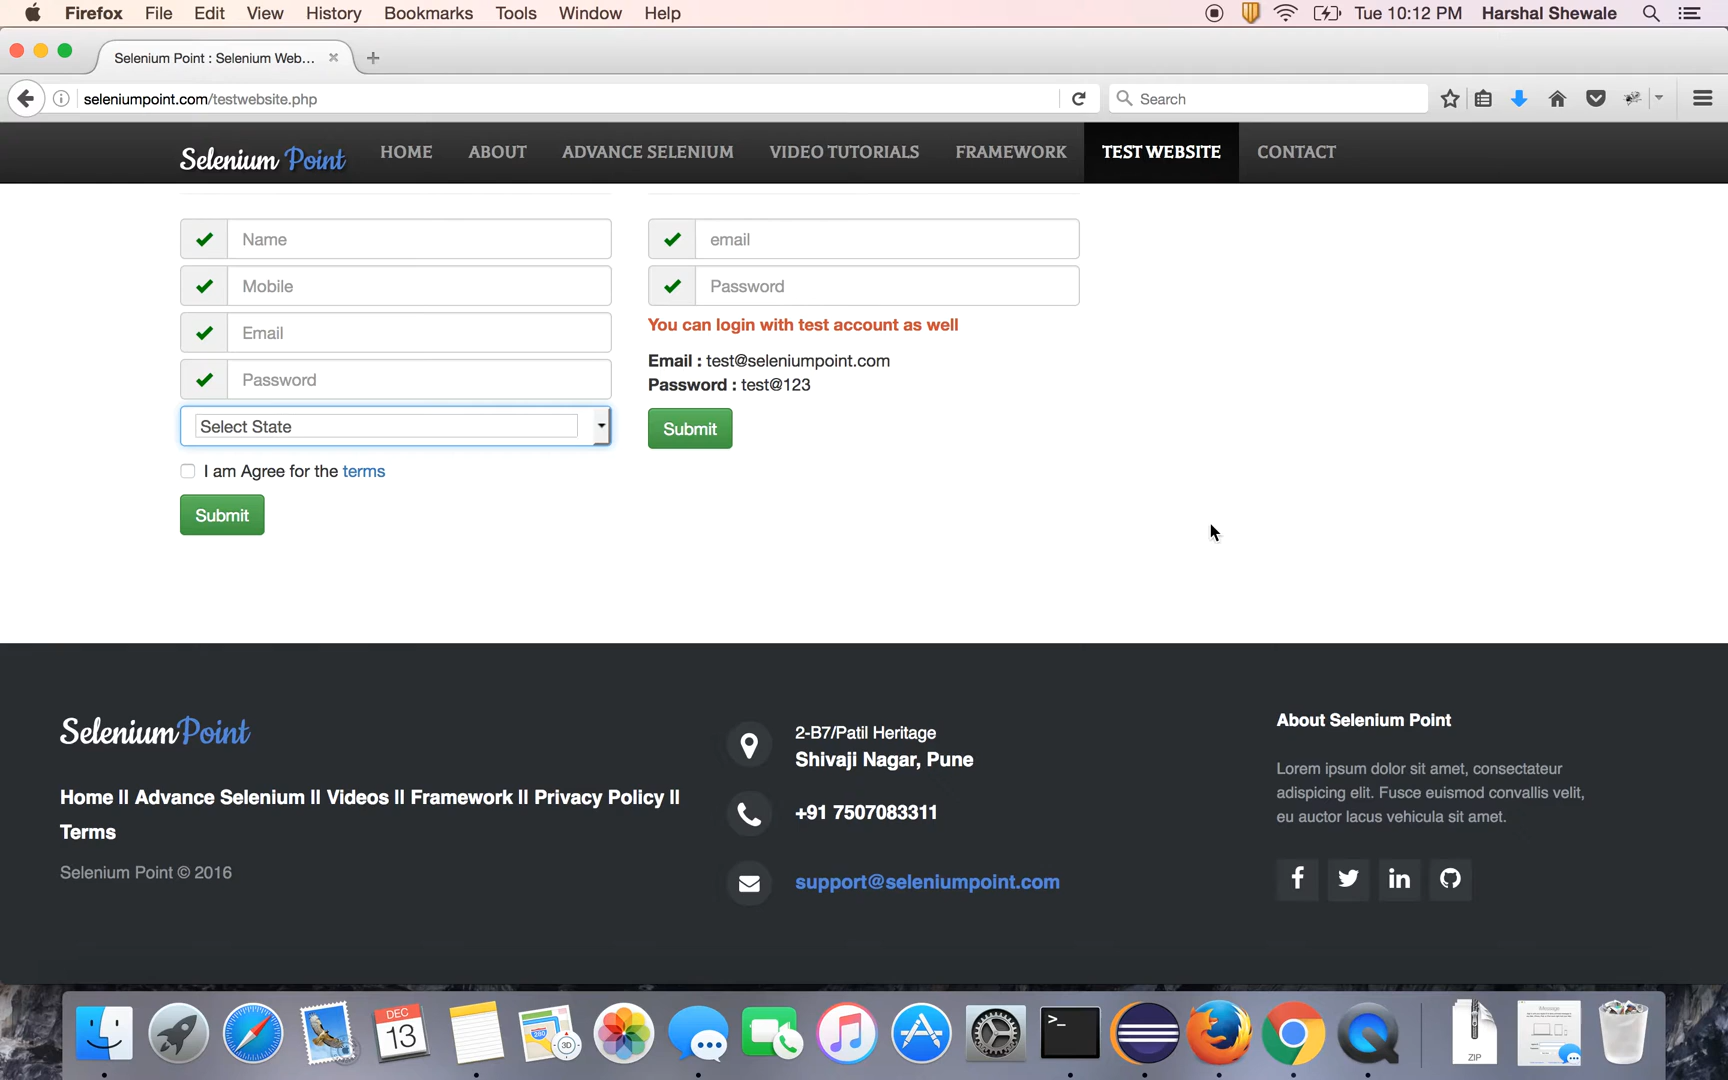 Firefox File Edit View History Bookmarks Tools Window Help Tue 10:12 PM Harshal Shewale
Selenium Point : Selenium Web...
seleniumpoint.com/testwebsite.php
Search
Selenium Point HOME ABOUT ADVANCE SELENIUM VIDEO TUTORIALS FRAMEWORK TEST WEBSITE CONTACT
Name
Mobile
Email
Password
Select State
I am Agree for the terms
Submit
email
Password
You can login with test account as well
Email : test@seleniumpoint.com
Password : test@123
Submit
SeleniumPoint
Home II Advance Selenium II Videos II Framework II Privacy Policy II
Terms
Selenium Point © 2016
2-B7/Patil Heritage
Shivaji Nagar, Pune
+91 7507083311
support@seleniumpoint.com
About Selenium Point
Lorem ipsum dolor sit amet, consectateur
adipiscing elit. Fusce euismod convallis velit,
eu auctor lacus vehicula sit amet.
DEC
13
280
3D
>_
ZIP
Message